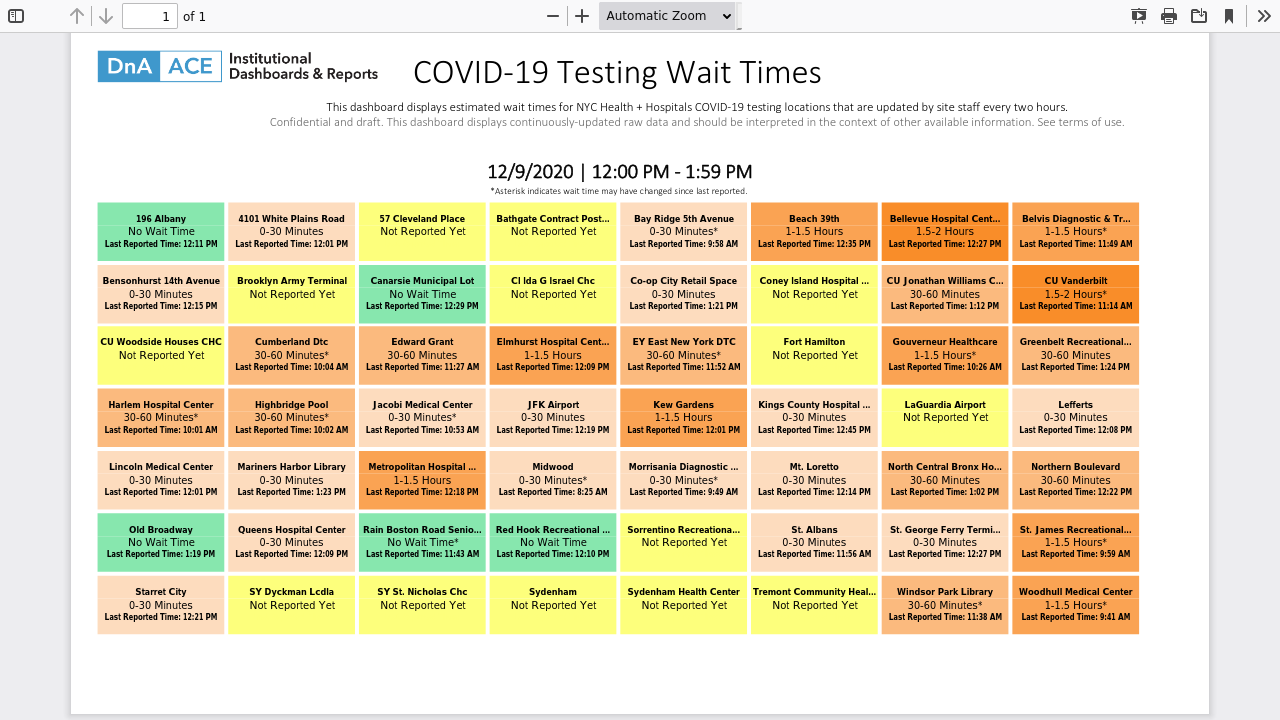 1 of 1
Automatic Zoom
DnA ACE Institutional Dashboards & Reports
COVID-19 Testing Wait Times
This dashboard displays estimated wait times for NYC Health + Hospitals COVID-19 testing locations that are updated by site staff every two hours.
Confidential and draft. This dashboard displays continuously-updated raw data and should be interpreted in the context of other available information. See terms of use.
12/9/2020 | 12:00 PM - 1:59 PM
*Asterisk indicates wait time may have changed since last reported.
196 Albany
No Wait Time
Last Reported Time: 12:11 PM
4101 White Plains Road
0-30 Minutes
Last Reported Time: 12:01 PM
57 Cleveland Place
Not Reported Yet
Bathgate Contract Post...
Not Reported Yet
Bay Ridge 5th Avenue
0-30 Minutes*
Last Reported Time: 9:58 AM
Beach 39th
1-1.5 Hours
Last Reported Time: 12:35 PM
Bellevue Hospital Cent...
1.5-2 Hours
Last Reported Time: 12:27 PM
Belvis Diagnostic & Tr...
1-1.5 Hours*
Last Reported Time: 11:49 AM
Bensonhurst 14th Avenue
0-30 Minutes
Last Reported Time: 12:15 PM
Brooklyn Army Terminal
Not Reported Yet
Canarsie Municipal Lot
No Wait Time
Last Reported Time: 12:29 PM
Cl Ida G Israel Chc
Not Reported Yet
Co-op City Retail Space
0-30 Minutes
Last Reported Time: 1:21 PM
Coney Island Hospital ...
Not Reported Yet
CU Jonathan Williams C...
30-60 Minutes
Last Reported Time: 1:12 PM
CU Vanderbilt
1.5-2 Hours*
Last Reported Time: 11:14 AM
CU Woodside Houses CHC
Not Reported Yet
Cumberland Dtc
30-60 Minutes*
Last Reported Time: 10:04 AM
Edward Grant
30-60 Minutes
Last Reported Time: 11:27 AM
Elmhurst Hospital Cent...
1-1.5 Hours
Last Reported Time: 12:09 PM
EY East New York DTC
30-60 Minutes*
Last Reported Time: 11:52 AM
Fort Hamilton
Not Reported Yet
Gouverneur Healthcare
1-1.5 Hours*
Last Reported Time: 10:26 AM
Greenbelt Recreational...
30-60 Minutes
Last Reported Time: 1:24 PM
Harlem Hospital Center
30-60 Minutes*
Last Reported Time: 10:01 AM
Highbridge Pool
30-60 Minutes*
Last Reported Time: 10:02 AM
Jacobi Medical Center
0-30 Minutes*
Last Reported Time: 10:53 AM
JFK Airport
0-30 Minutes
Last Reported Time: 12:19 PM
Kew Gardens
1-1.5 Hours
Last Reported Time: 12:01 PM
Kings County Hospital ...
0-30 Minutes
Last Reported Time: 12:45 PM
LaGuardia Airport
Not Reported Yet
Lefferts
0-30 Minutes
Last Reported Time: 12:08 PM
Lincoln Medical Center
0-30 Minutes
Last Reported Time: 12:01 PM
Mariners Harbor Library
0-30 Minutes
Last Reported Time: 1:23 PM
Metropolitan Hospital ...
1-1.5 Hours
Last Reported Time: 12:18 PM
Midwood
0-30 Minutes*
Last Reported Time: 8:25 AM
Morrisania Diagnostic ...
0-30 Minutes*
Last Reported Time: 9:49 AM
Mt. Loretto
0-30 Minutes
Last Reported Time: 12:14 PM
North Central Bronx Ho...
30-60 Minutes
Last Reported Time: 1:02 PM
Northern Boulevard
30-60 Minutes
Last Reported Time: 12:22 PM
Old Broadway
No Wait Time
Last Reported Time: 1:19 PM
Queens Hospital Center
0-30 Minutes
Last Reported Time: 12:09 PM
Rain Boston Road Senio...
No Wait Time*
Last Reported Time: 11:43 AM
Red Hook Recreational ...
No Wait Time
Last Reported Time: 12:10 PM
Sorrentino Recreationa...
Not Reported Yet
St. Albans
0-30 Minutes
Last Reported Time: 11:56 AM
St. George Ferry Termi...
0-30 Minutes
Last Reported Time: 12:27 PM
St. James Recreational...
1-1.5 Hours*
Last Reported Time: 9:59 AM
Starret City
0-30 Minutes
Last Reported Time: 12:21 PM
SY Dyckman Lcdla
Not Reported Yet
SY St. Nicholas Chc
Not Reported Yet
Sydenham
Not Reported Yet
Sydenham Health Center
Not Reported Yet
Tremont Community Heal...
Not Reported Yet
Windsor Park Library
30-60 Minutes*
Last Reported Time: 11:38 AM
Woodhull Medical Center
1-1.5 Hours*
Last Reported Time: 9:41 AM